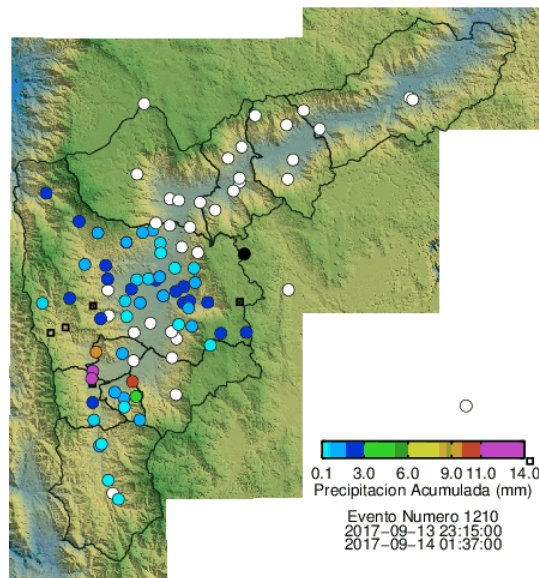 0.1 3.0 6.0 9.0 11.0 14.0
Precipitacion Acumulada (mm)
Evento Numero 1210
2017-09-13 23:15:00
2017-09-14 01:37:00